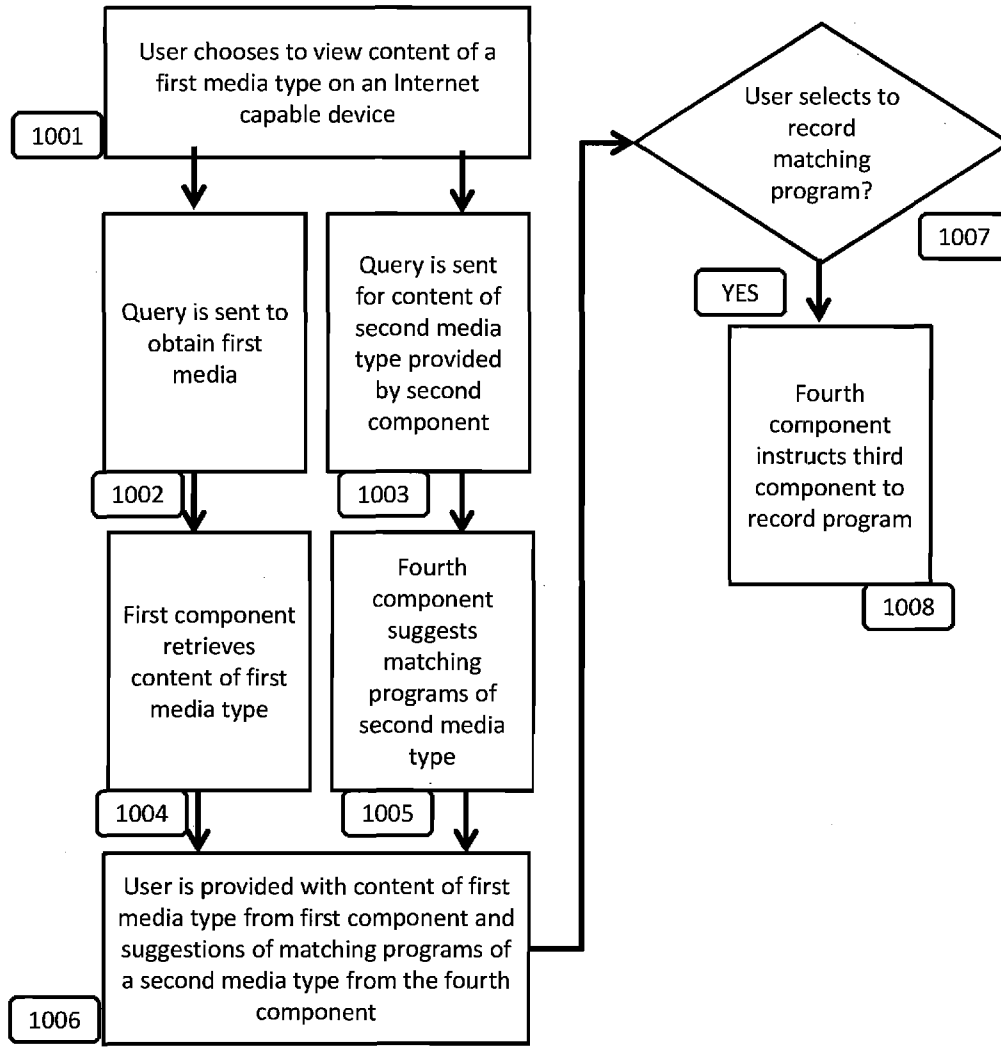 User chooses to view content of a
first media type on an Internet
capable device
1001
Query is sent to
obtain first
media
1002
Query is sent
for content of
second media
type provided
by second
component
1003
First component
retrieves
content of first
media type
1004
Fourth
component
suggests
matching
programs of
second media
type
1005
User is provided with content of first
media type from first component and
suggestions of matching programs of
a second media type from the fourth
component
1006
User selects to
record
matching
program?
1007
YES
Fourth
component
instructs third
component to
record program
1008